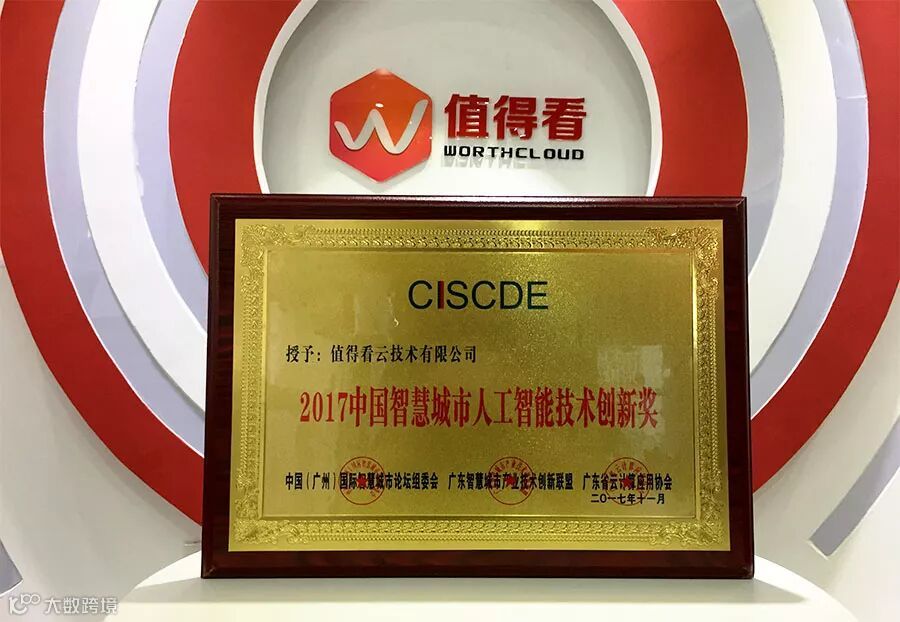 值得看
WORTHCLOUD
CISCDE
授予：值得看云技术有限公司
2017中国智慧城市人工智能技术创新奖
中国（广州）国际智慧城市论坛组委会 广东智慧城市产业技术创新联盟 广东省云计算应用协会
二〇一七年十一月
大数跨境